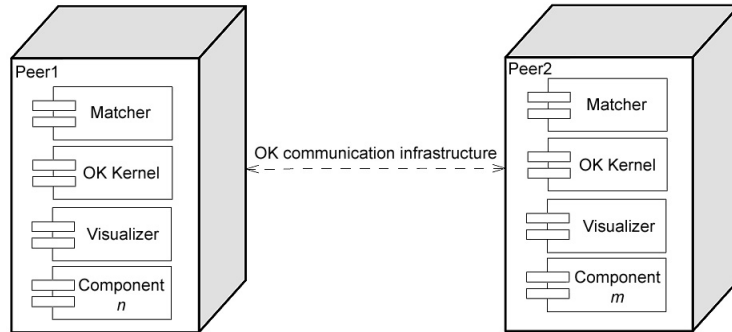 Peer1
Matcher
OK Kernel
Visualizer
Component
n
OK communication infrastructure
Peer2
Matcher
OK Kernel
Visualizer
Component
m